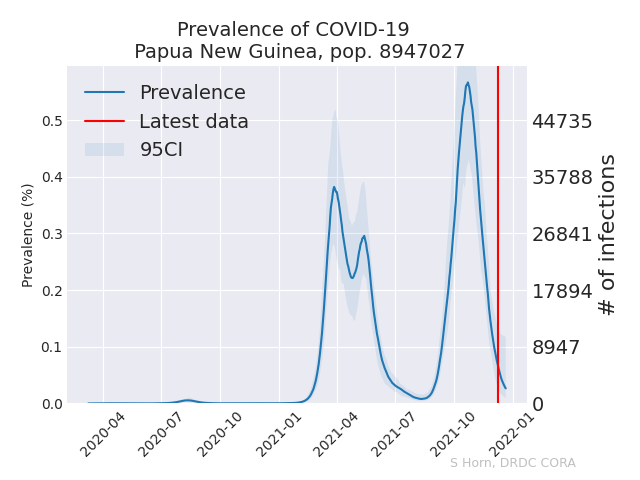 Prevalence of COVID-19
Papua New Guinea, pop. 8947027
Prevalence
Latest data
95CI
Prevalence (%)
0.5
0.4
0.3
0.2
0.1
0.0
44735
35788
26841
17894
8947
0
# of infections
2020-04
2020-07
2020-10
2021-01
2021-04
2021-07
2021-10
2022-01
S Horn, DRDC CORA